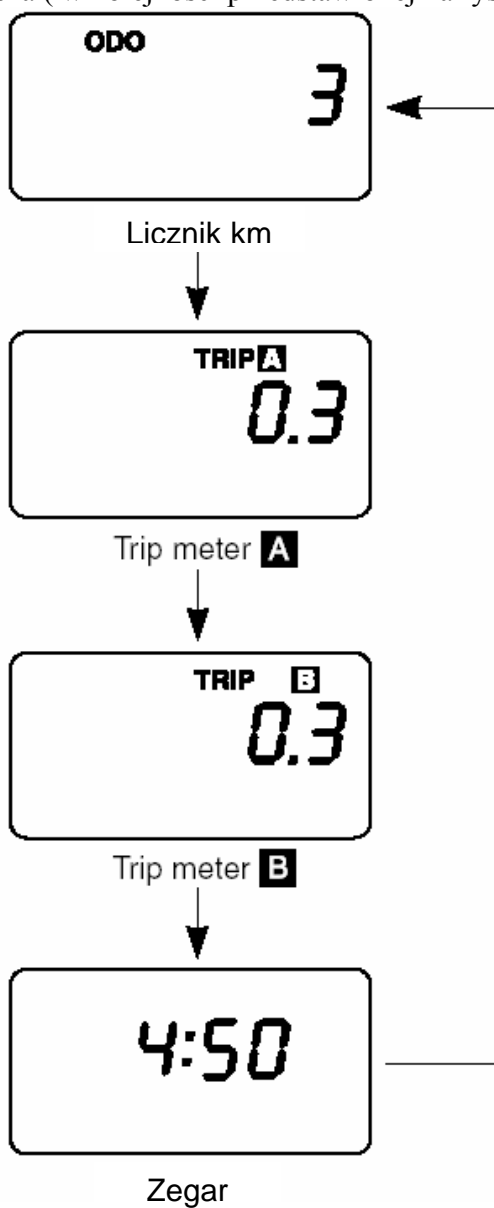 ODO
3
Licznik km
TRIP A
0.3
Trip meter A
TRIP B
0.3
Trip meter B
4:50
Zegar